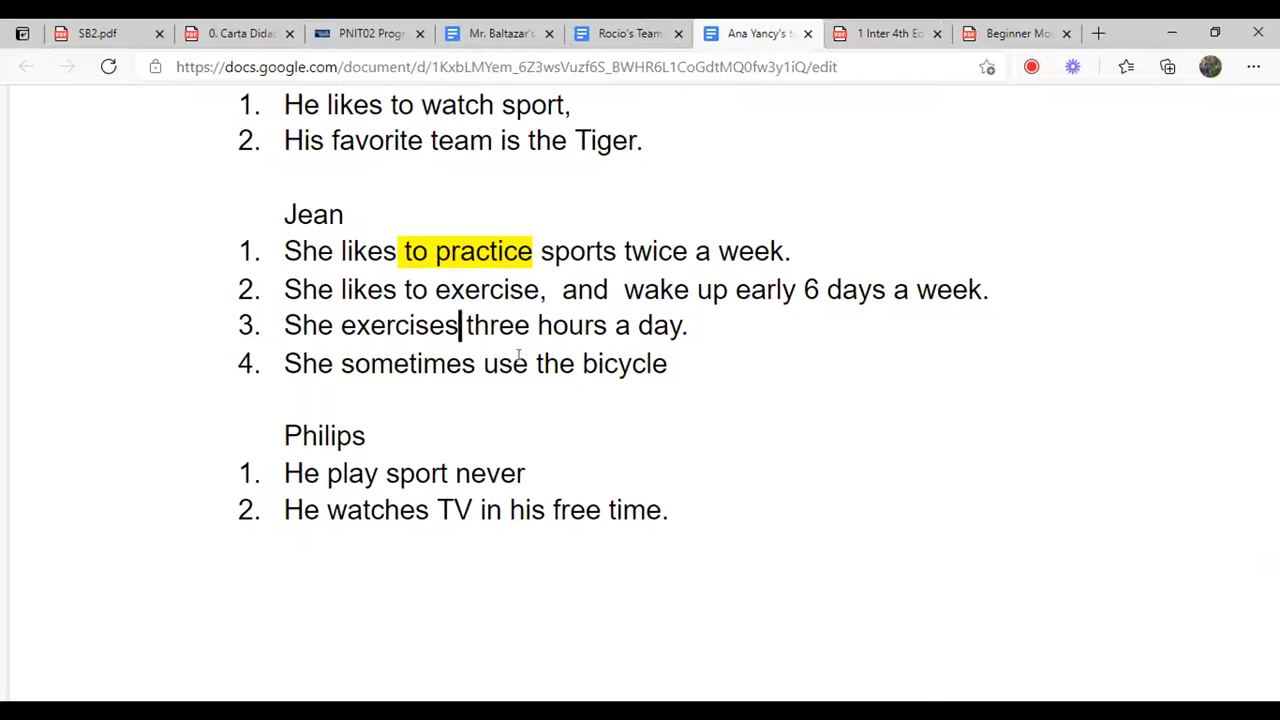 SB2.pdf
0. Carta Didac
PNIT02 Progr
Mr. Baltazar's
Rocio's Team
Ana Yancy's t
1 Inter 4th Ed
Beginner Mo
https://docs.google.com/document/d/1KxbLMYem_6Z3wsVuzf6S_BWHR6L1CoGdtMQ0fw3y1iQ/edit
1. He likes to watch sport,
2. His favorite team is the Tiger.
Jean
1. She likes to practice sports twice a week.
2. She likes to exercise,  and  wake up early 6 days a week.
3. She exercises three hours a day.
4. She sometimes use the bicycle
Philips
1. He play sport never
2. He watches TV in his free time.